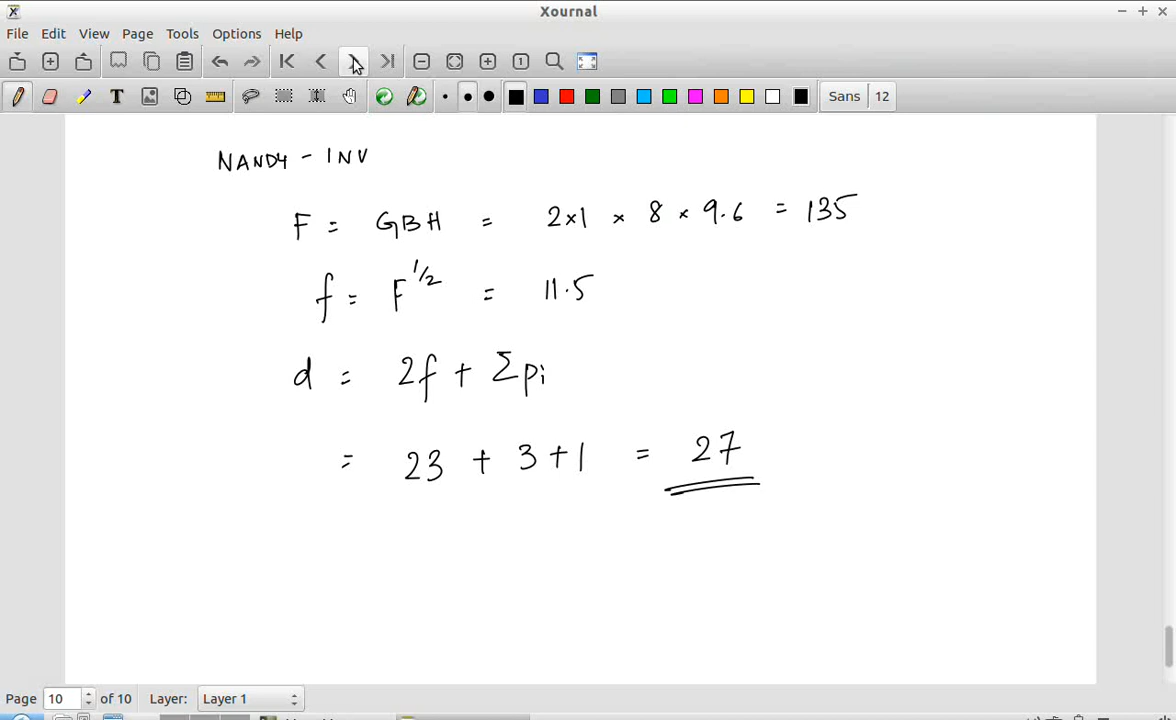 Xournal
File Edit View Page Tools Options Help
Sans 12
NAND4 - INV
F = GBH = 2×1 × 8 × 9.6 = 135
f = F^1/2 = 11.5
d = 2f + Σpi
= 23 + 3+1 = 27
Page 10 of 10 Layer: Layer 1